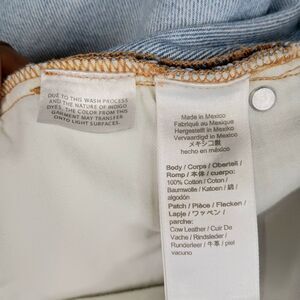 DUE TO THIS WASH PROCESS
AND THE NATURE OF INDIGO
DYES, THE COLOR FROM THIS
GARMENT MAY TRANSFER
ONTO LIGHT SURFACES.
Made in Mexico
Fabriqué au Mexique
Hergestellt in Mexiko
Vervaardigd in Mexico
メキシコ製
hecho en méxico
Body / Corps / Oberteil /
Romp / 本体 / cuerpo:
100% Cotton / Coton /
Baumwolle / Katoen / 綿 /
algodón
Patch / Pièce / Flecken /
Lapje / ワッペン /
parche:
Cow Leather / Cuir De
Vache / Rindsleder /
Runderleer / 牛革 / piel
vacuno